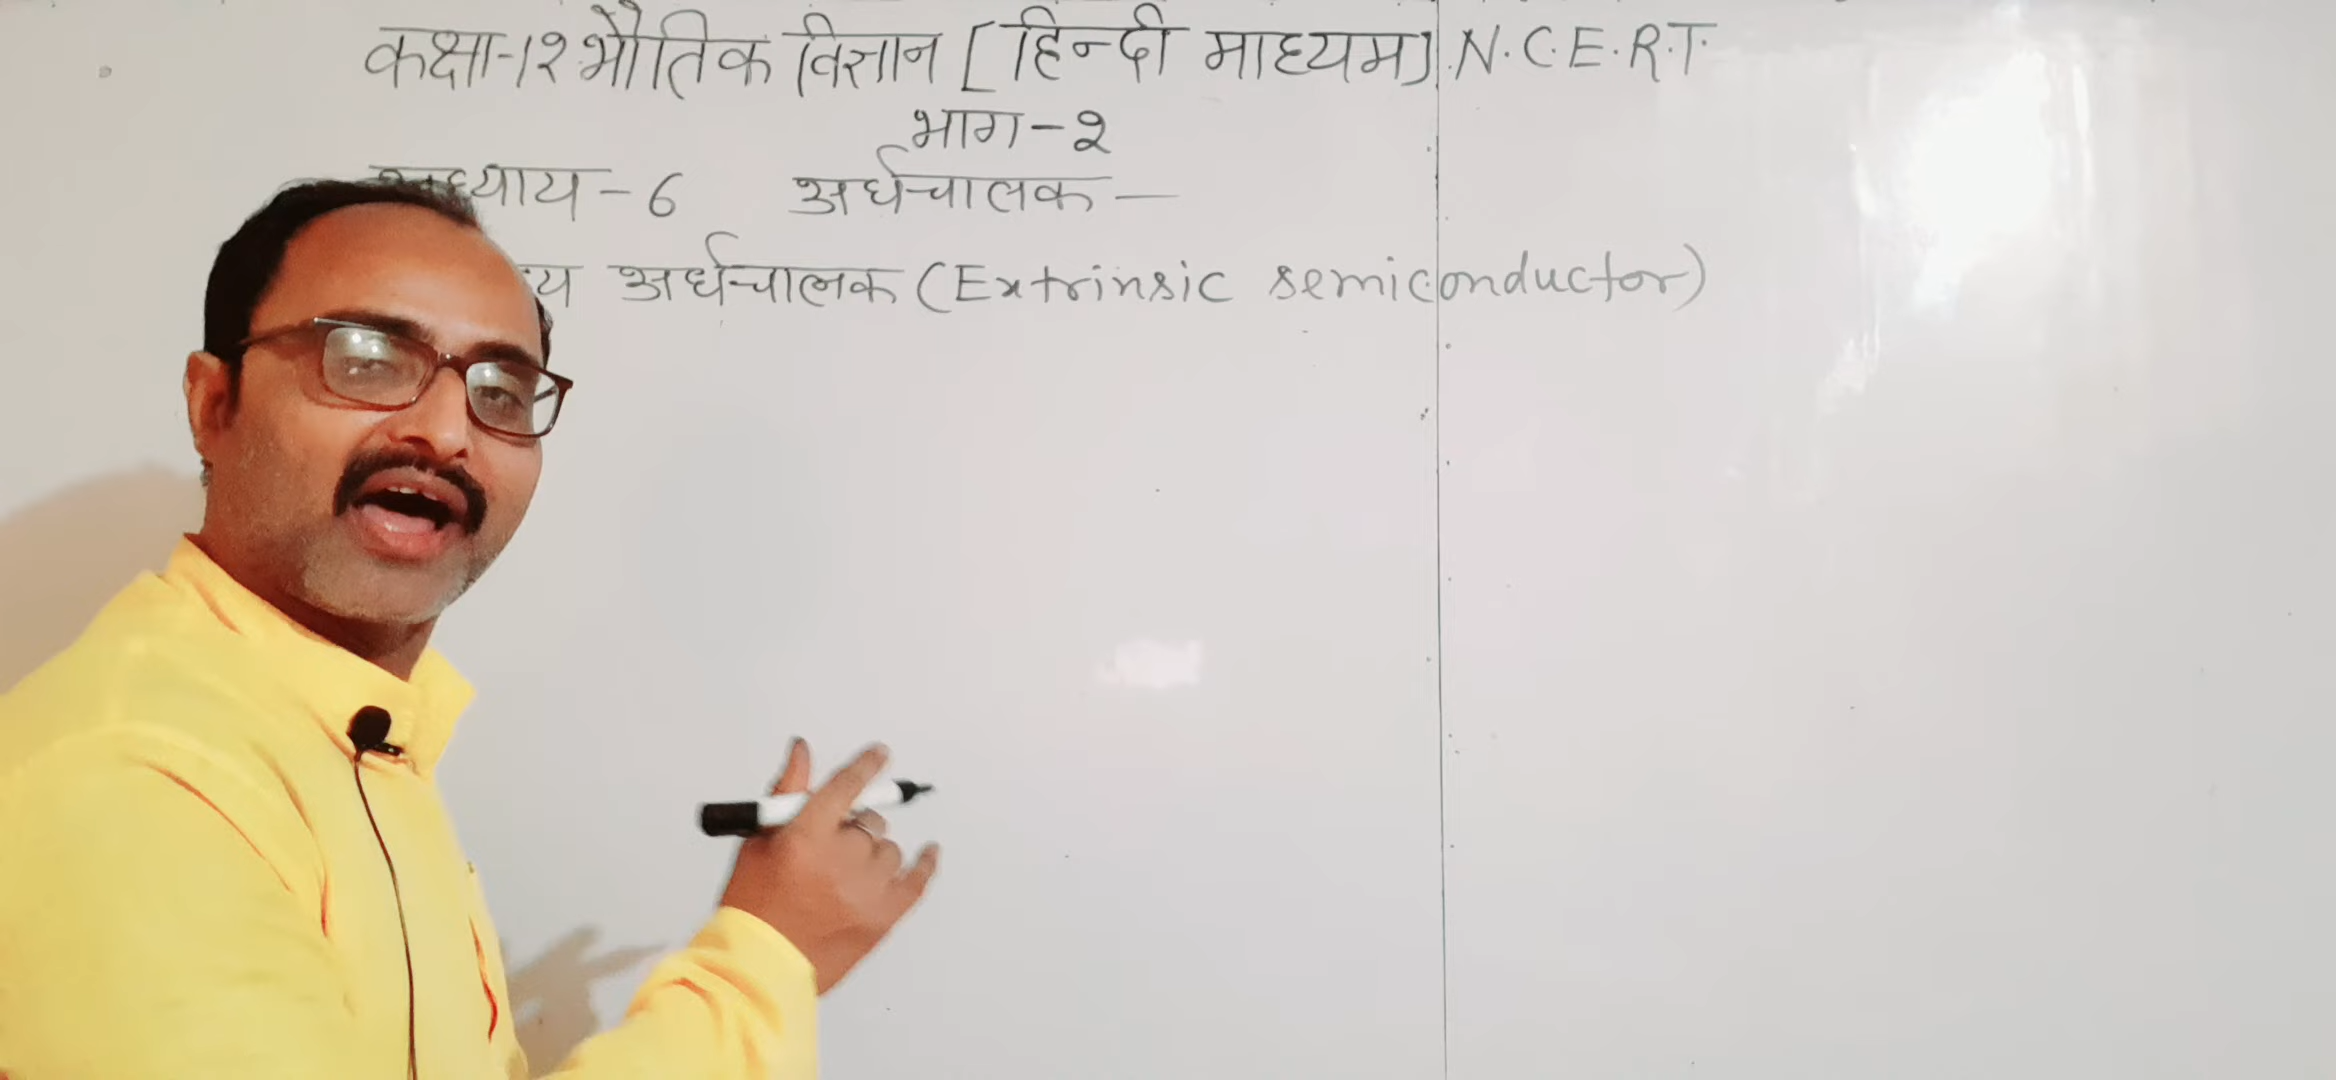 कक्षा-१२ भौतिक विज्ञान [हिन्दी माध्यम] N.C.E.R.T.
भाग-२
अध्याय-6 अर्धचालक-
अर्धचालक (Extrinsic semiconductor)